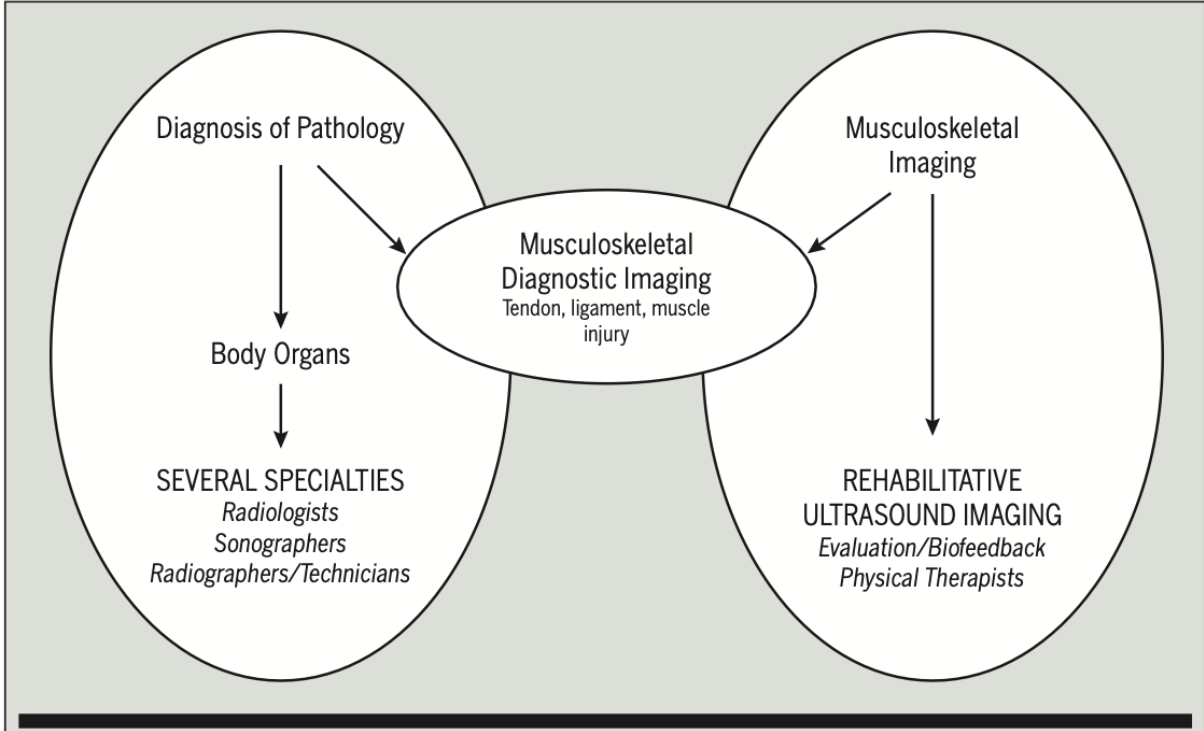 Diagnosis of Pathology
Body Organs
SEVERAL SPECIALTIES
Radiologists
Sonographers
Radiographers/Technicians
Musculoskeletal
Diagnostic Imaging
Tendon, ligament, muscle
injury
Musculoskeletal
Imaging
REHABILITATIVE
ULTRASOUND IMAGING
Evaluation/Biofeedback
Physical Therapists